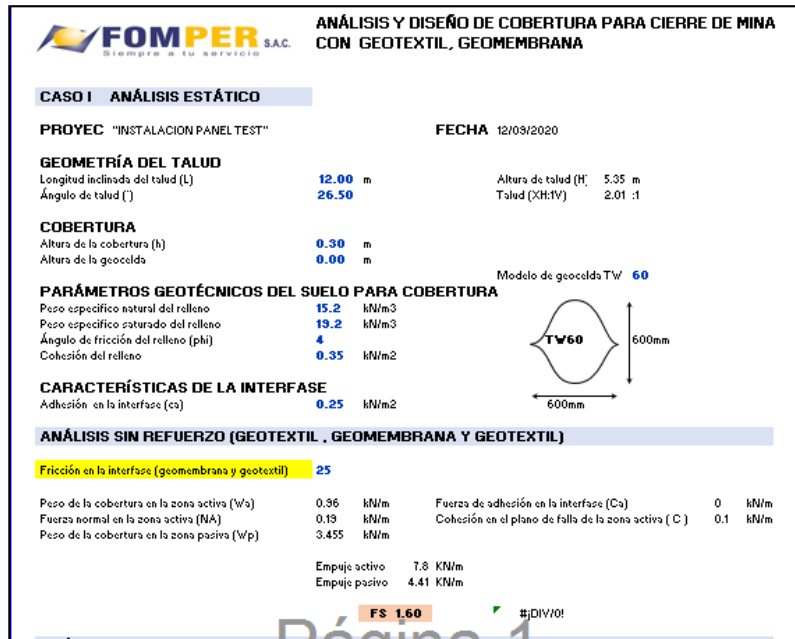 FOMPER S.A.C.
Siempre a tu servicio
ANÁLISIS Y DISEÑO DE COBERTURA PARA CIERRE DE MINA
CON GEOTEXTIL, GEOMEMBRANA
CASO I ANÁLISIS ESTÁTICO
PROYEC "INSTALACION PANEL TEST" FECHA 12/09/2020
GEOMETRÍA DEL TALUD
Longitud inclinada del talud (L) 12.00 m Altura de talud (H) 5.35 m
Ángulo de talud (°) 26.50 Talud (XH:1V) 2.01 :1
COBERTURA
Altura de la cobertura (h) 0.30 m
Altura de la geocelda 0.00 m
Modelo de geocelda TW 60
PARÁMETROS GEOTÉCNICOS DEL SUELO PARA COBERTURA
Peso especifico natural del relleno 15.2 kN/m3
Peso especifico saturado del relleno 19.2 kN/m3
Ángulo de fricción del relleno (phi) 4
Cohesión del relleno 0.35 kN/m2
TW60
600mm
600mm
CARACTERÍSTICAS DE LA INTERFASE
Adhesión en la interfase (ca) 0.25 kN/m2
ANÁLISIS SIN REFUERZO (GEOTEXTIL , GEOMEMBRANA Y GEOTEXTIL)
Fricción en la interfase (geomembrana y geotextil) 25
Peso de la cobertura en la zona activa (Wa) 0.96 kN/m Fuerza de adhesión en la interfase (Ca) 0 kN/m
Fuerza normal en la zona activa (NA) 0.19 kN/m Cohesión en el plano de falla de la zona activa ( C ) 0.1 kN/m
Peso de la cobertura en la zona pasiva (Wp) 3.455 kN/m
Empuje activo 7.8 KN/m
Empuje pasivo 4.41 KN/m
FS 1.60 #¡DIV/0!
Página 1